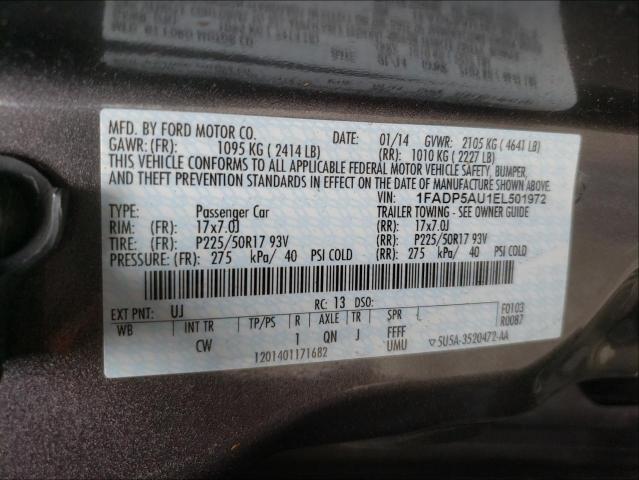 MFD. BY FORD MOTOR CO. DATE: 01/14 GVWR: 2105 KG ( 4641 LB)
GAWR: (FR): 1095 KG ( 2414 LB) (RR): 1010 KG ( 2227 LB)
THIS VEHICLE CONFORMS TO ALL APPLICABLE FEDERAL MOTOR VEHICLE SAFETY, BUMPER,
AND THEFT PREVENTION STANDARDS IN EFFECT ON THE DATE OF MANUFACTURE SHOWN ABOVE.
VIN: 1FADP5AU1EL501972
TYPE: Passenger Car TRAILER TOWING - SEE OWNER GUIDE
RIM: (FR): 17x7.0J (RR): 17x7.0J
TIRE: (FR): P225/50R17 93V (RR): P225/50R17 93V
PRESSURE: (FR): 275 kPa/ 40 PSI COLD (RR): 275 kPa/ 40 PSI COLD
EXT PNT: UJ RC: 13 DSO: F0103
WB INT TR TP/PS R AXLE TR SPR R0087
CW 1 QN J FFFF
1201401171682 UMU 5U5A-3520472-AA